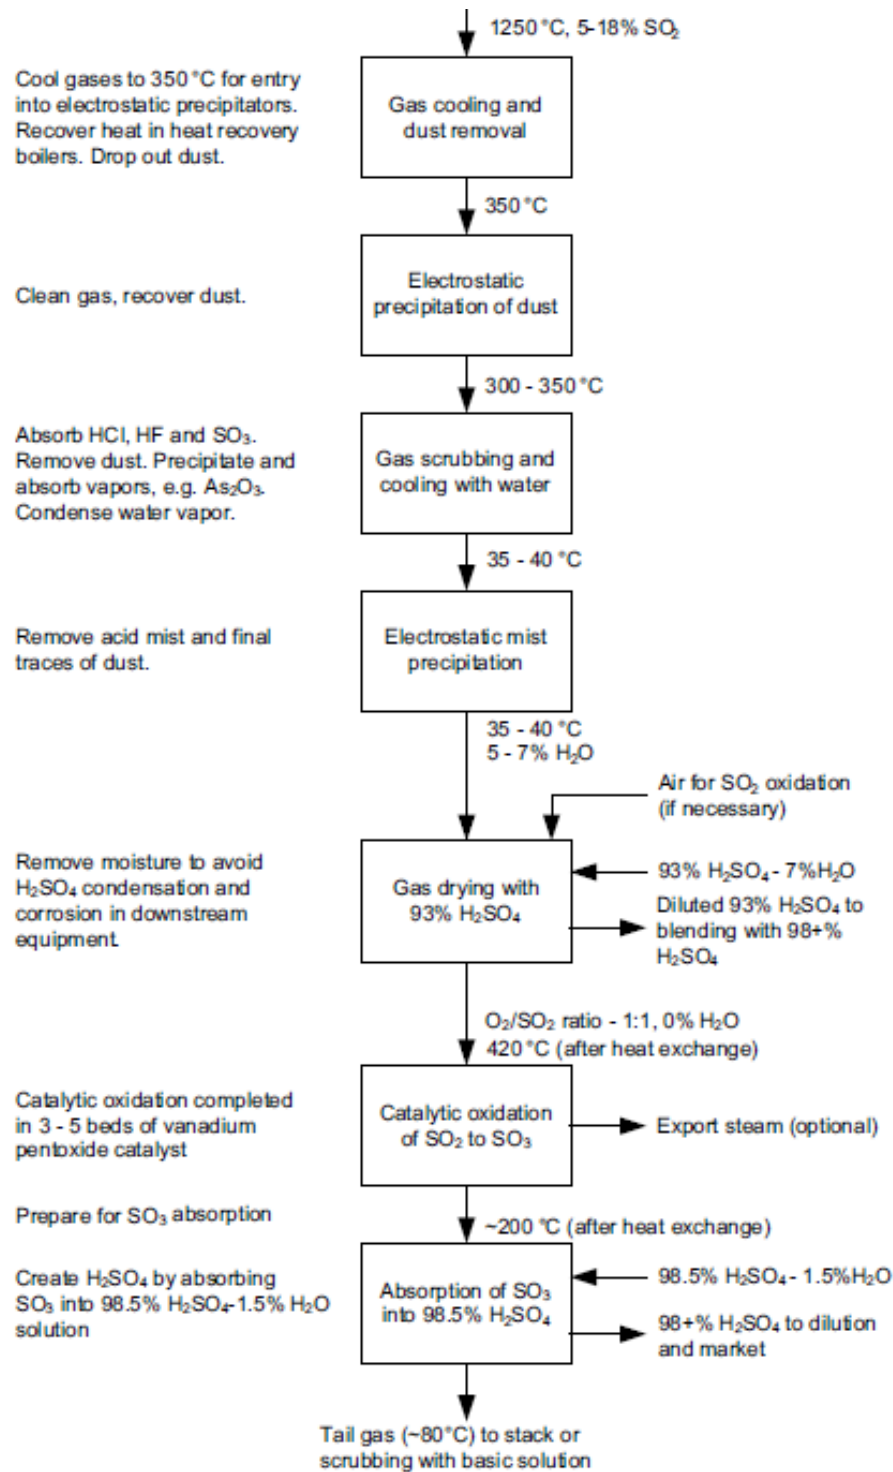 1250 °C, 5-18% SO₂
Cool gases to 350 °C for entry
into electrostatic precipitators.
Recover heat in heat recovery
boilers. Drop out dust.
Gas cooling and
dust removal
350 °C
Clean gas, recover dust.
Electrostatic
precipitation of dust
300 - 350 °C
Absorb HCl, HF and SO₃.
Remove dust. Precipitate and
absorb vapors, e.g. As₂O₃.
Condense water vapor.
Gas scrubbing and
cooling with water
35 - 40 °C
Remove acid mist and final
traces of dust.
Electrostatic mist
precipitation
35 - 40 °C
5 - 7% H₂O
Air for SO₂ oxidation
(if necessary)
Remove moisture to avoid
H₂SO₄ condensation and
corrosion in downstream
equipment.
Gas drying with
93% H₂SO₄
93% H₂SO₄ - 7%H₂O
Diluted 93% H₂SO₄ to
blending with 98+%
H₂SO₄
O₂/SO₂ ratio - 1:1, 0% H₂O
420 °C (after heat exchange)
Catalytic oxidation completed
in 3 - 5 beds of vanadium
pentoxide catalyst
Catalytic oxidation
of SO₂ to SO₃
Export steam (optional)
Prepare for SO₃ absorption
~200 °C (after heat exchange)
Create H₂SO₄ by absorbing
SO₃ into 98.5% H₂SO₄-1.5% H₂O
solution
Absorption of SO₃
into 98.5% H₂SO₄
98.5% H₂SO₄ - 1.5%H₂O
98+% H₂SO₄ to dilution
and market
Tail gas (~80°C) to stack or
scrubbing with basic solution